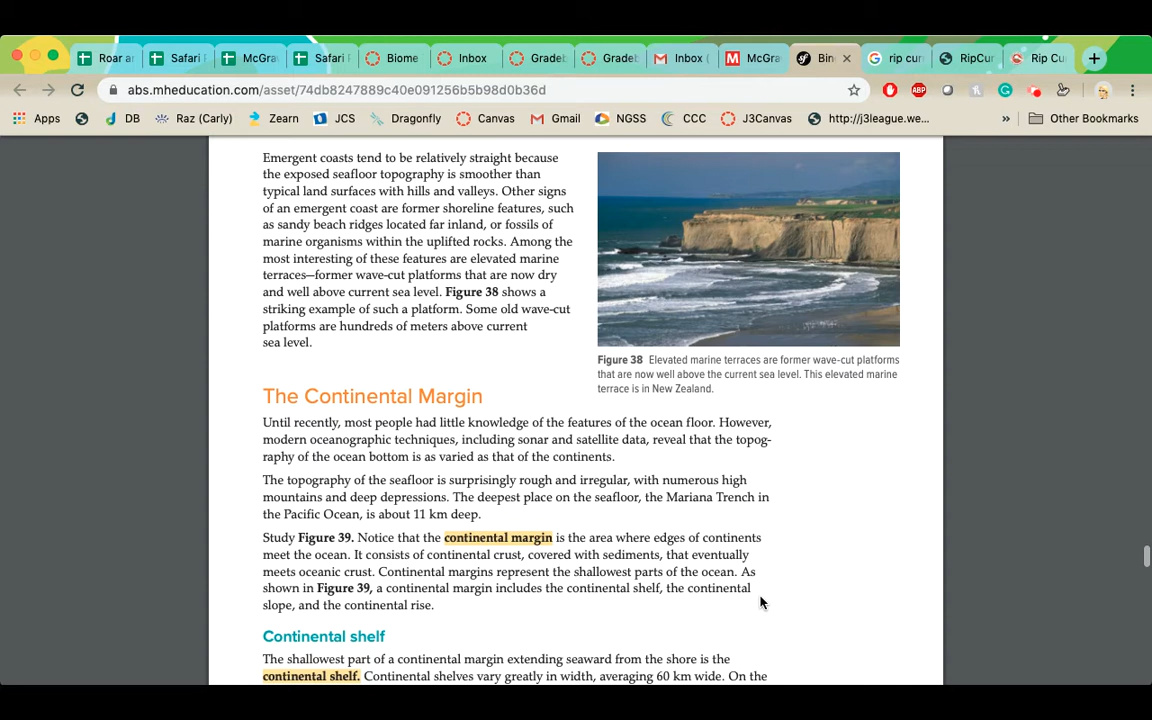 Roar an
Safari F
McGra
Safari F
Biome
Inbox
Gradeb
Gradeb
Inbox (
McGra
Bin
rip curr
RipCur
Rip Cu
abs.mheducation.com/asset/74db8247889c40e091256b5b98d0b36d
ABP
Apps
DB
Raz (Carly)
Zearn
JCS
Dragonfly
Canvas
Gmail
NGSS
CCC
J3Canvas
http://j3league.we...
»
Other Bookmarks
Emergent coasts tend to be relatively straight because
the exposed seafloor topography is smoother than
typical land surfaces with hills and valleys. Other signs
of an emergent coast are former shoreline features, such
as sandy beach ridges located far inland, or fossils of
marine organisms within the uplifted rocks. Among the
most interesting of these features are elevated marine
terraces—former wave-cut platforms that are now dry
and well above current sea level. Figure 38 shows a
striking example of such a platform. Some old wave-cut
platforms are hundreds of meters above current
sea level.
Figure 38 Elevated marine terraces are former wave-cut platforms
that are now well above the current sea level. This elevated marine
terrace is in New Zealand.
The Continental Margin
Until recently, most people had little knowledge of the features of the ocean floor. However,
modern oceanographic techniques, including sonar and satellite data, reveal that the topog-
raphy of the ocean bottom is as varied as that of the continents.
The topography of the seafloor is surprisingly rough and irregular, with numerous high
mountains and deep depressions. The deepest place on the seafloor, the Mariana Trench in
the Pacific Ocean, is about 11 km deep.
Study Figure 39. Notice that the continental margin is the area where edges of continents
meet the ocean. It consists of continental crust, covered with sediments, that eventually
meets oceanic crust. Continental margins represent the shallowest parts of the ocean. As
shown in Figure 39, a continental margin includes the continental shelf, the continental
slope, and the continental rise.
Continental shelf
The shallowest part of a continental margin extending seaward from the shore is the
continental shelf. Continental shelves vary greatly in width, averaging 60 km wide. On the